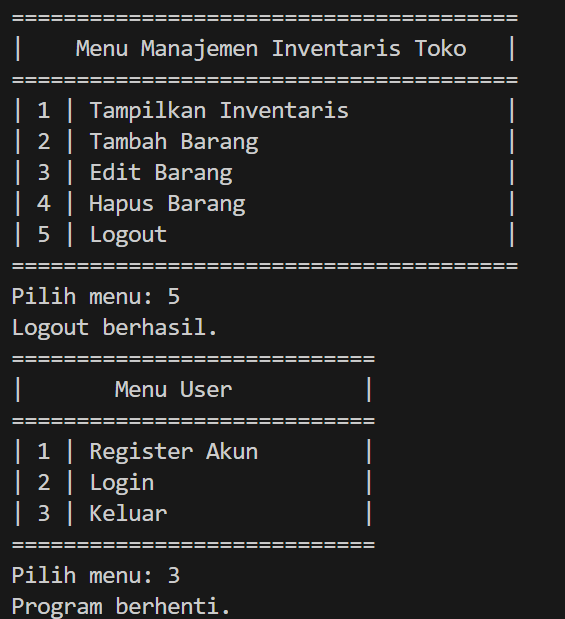 =======================================
|    Menu Manajemen Inventaris Toko   |
=======================================
| 1 | Tampilkan Inventaris            |
| 2 | Tambah Barang                   |
| 3 | Edit Barang                     |
| 4 | Hapus Barang                    |
| 5 | Logout                          |
=======================================
Pilih menu: 5
Logout berhasil.
============================
|       Menu User          |
============================
| 1 | Register Akun        |
| 2 | Login                |
| 3 | Keluar               |
============================
Pilih menu: 3
Program berhenti.